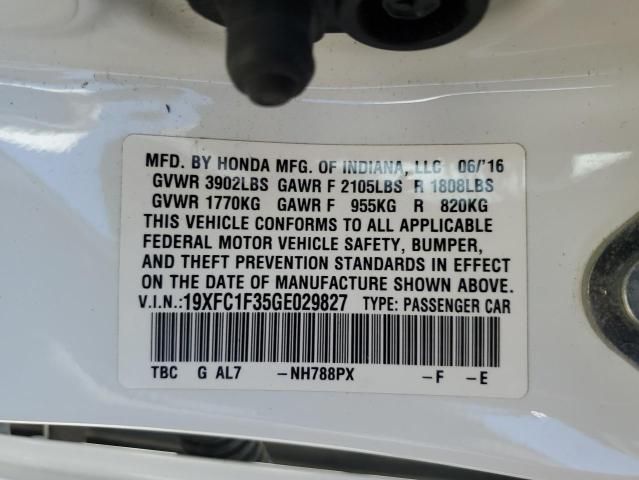 MFD. BY HONDA MFG. OF INDIANA, LLC 06/'16
GVWR 3902LBS GAWR F 2105LBS R 1808LBS
GVWR 1770KG GAWR F 955KG R 820KG
THIS VEHICLE CONFORMS TO ALL APPLICABLE
FEDERAL MOTOR VEHICLE SAFETY, BUMPER,
AND THEFT PREVENTION STANDARDS IN EFFECT
ON THE DATE OF MANUFACTURE SHOWN ABOVE.
V.I.N.:19XFC1F35GE029827 TYPE: PASSENGER CAR
TBC G AL7 -NH788PX -F -E